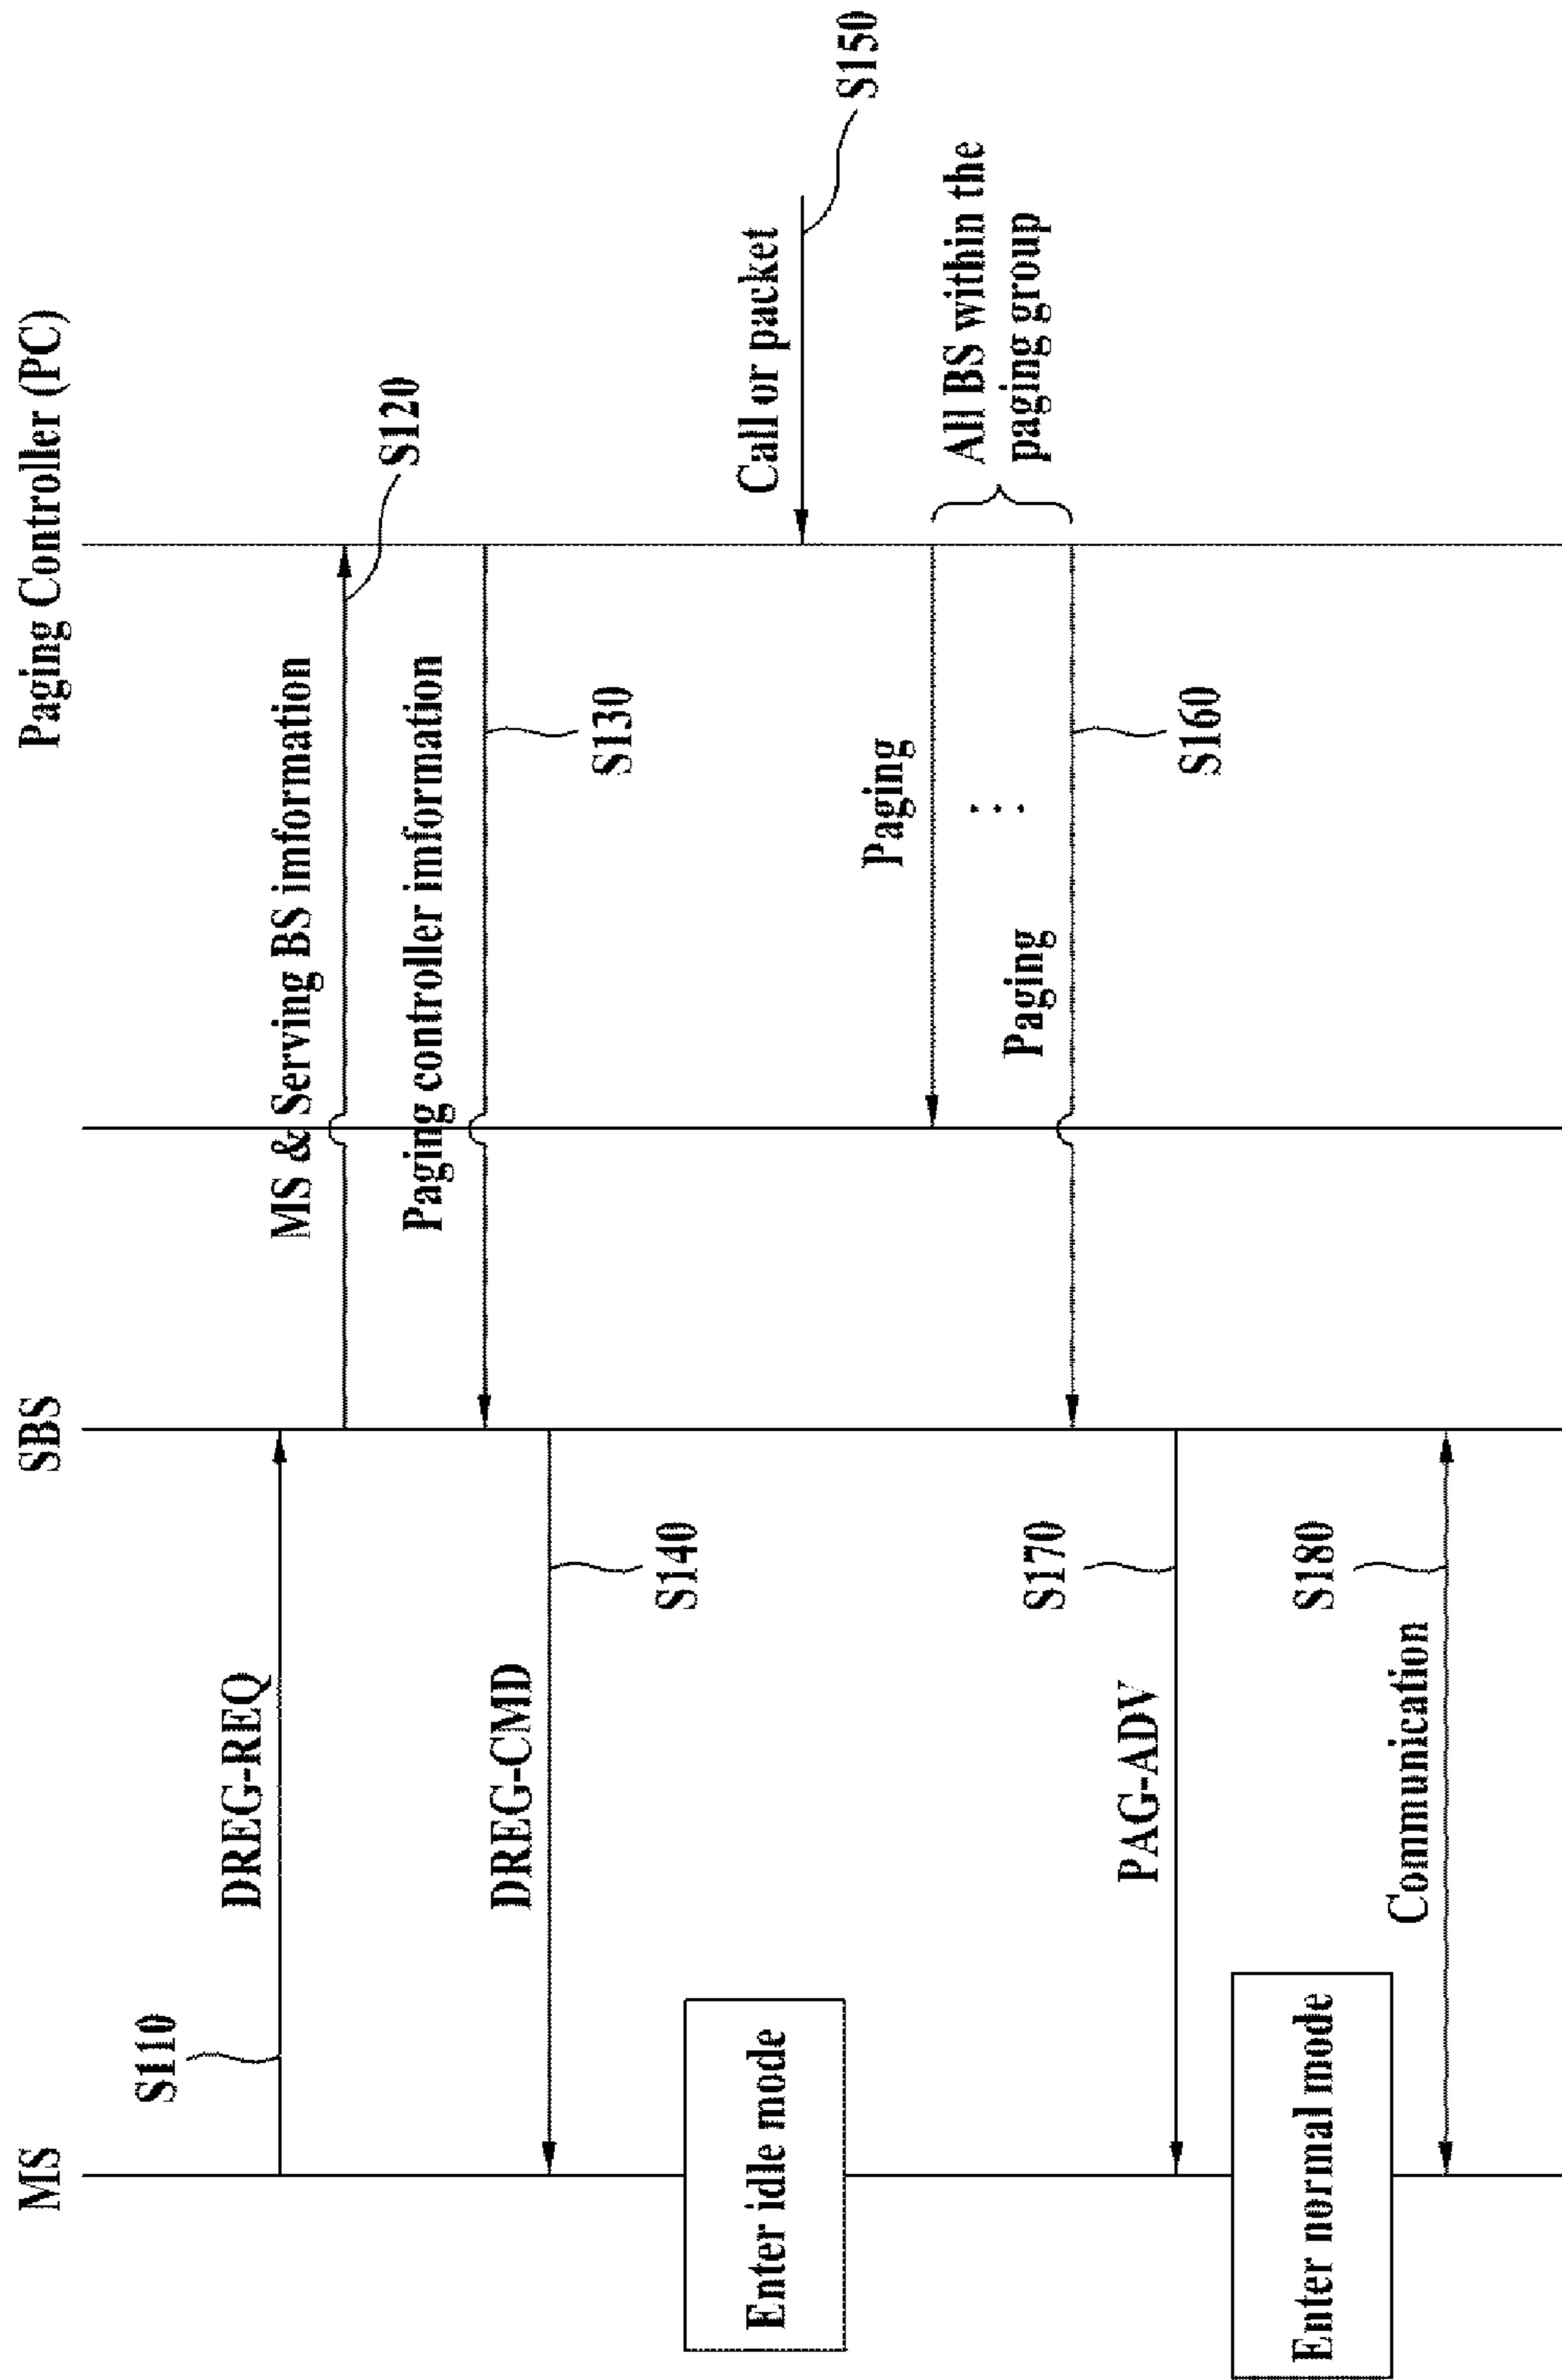 MS
SBS
Paging Controller (PC)
S110
DREG-REQ
MS & Serving BS imformation
S120
Paging controller imformation
S130
DREG-CMD
S140
Enter idle mode
Call or packet
S150
Paging
All BS within the
paging group
Paging
S160
PAG-ADV
S170
Enter normal mode
Communication
S180